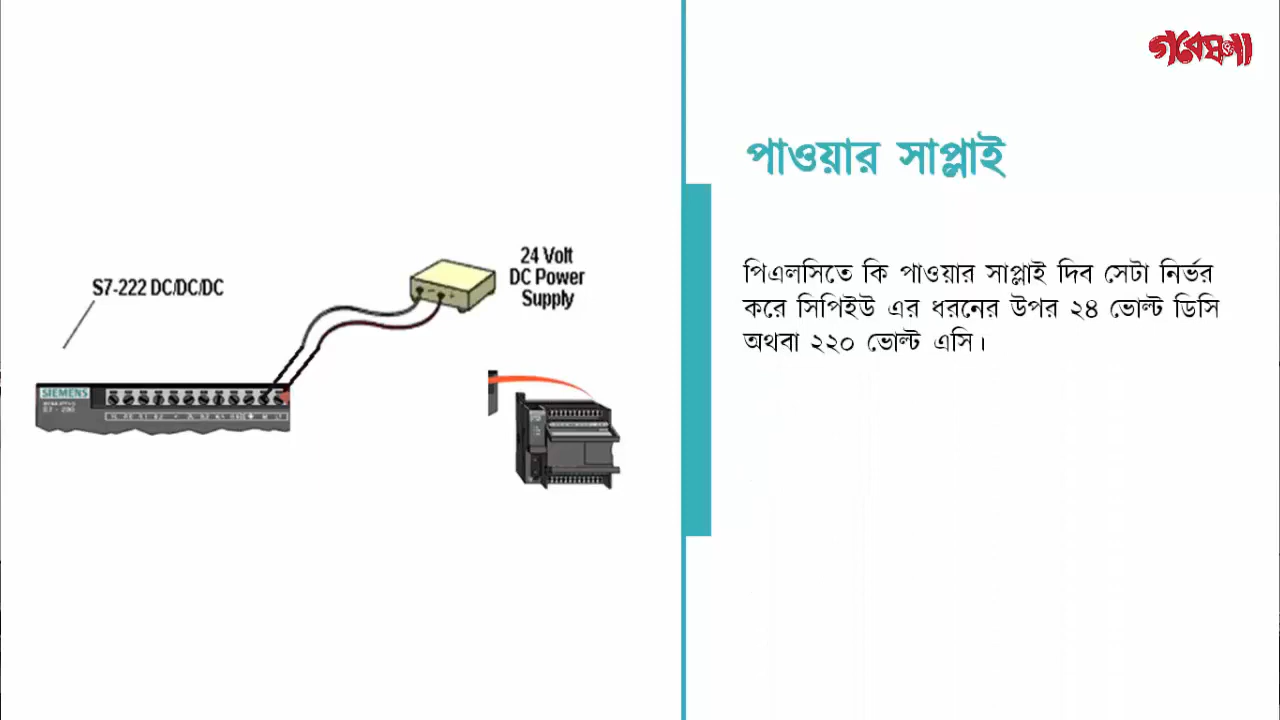 গবেষণা
পাওয়ার সাপ্লাই
24 Volt
DC Power
Supply
S7-222 DC/DC/DC
পিএলসিতে কি পাওয়ার সাপ্লাই দিব সেটা নির্ভর
করে সিপিইউ এর ধরনের উপর ২৪ ভোল্ট ডিসি
অথবা ২২০ ভোল্ট এসি।
SIEMENS